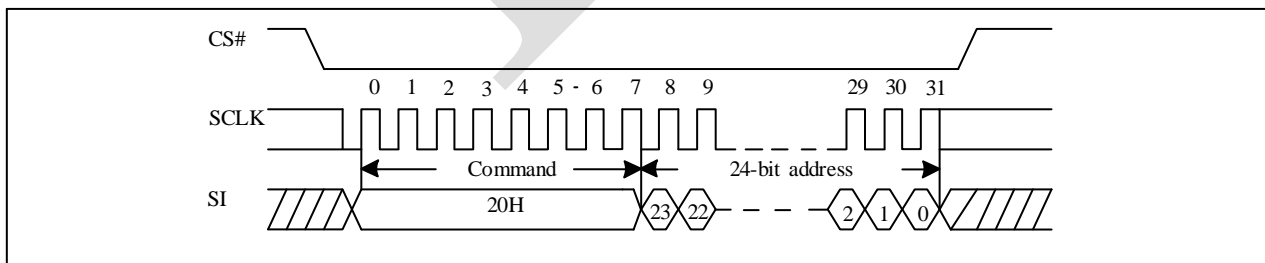 CS#
0 1 2 3 4 5 - 6 7 8 9 29 30 31
SCLK
Command 24-bit address
SI 20H 23 22 2 1 0